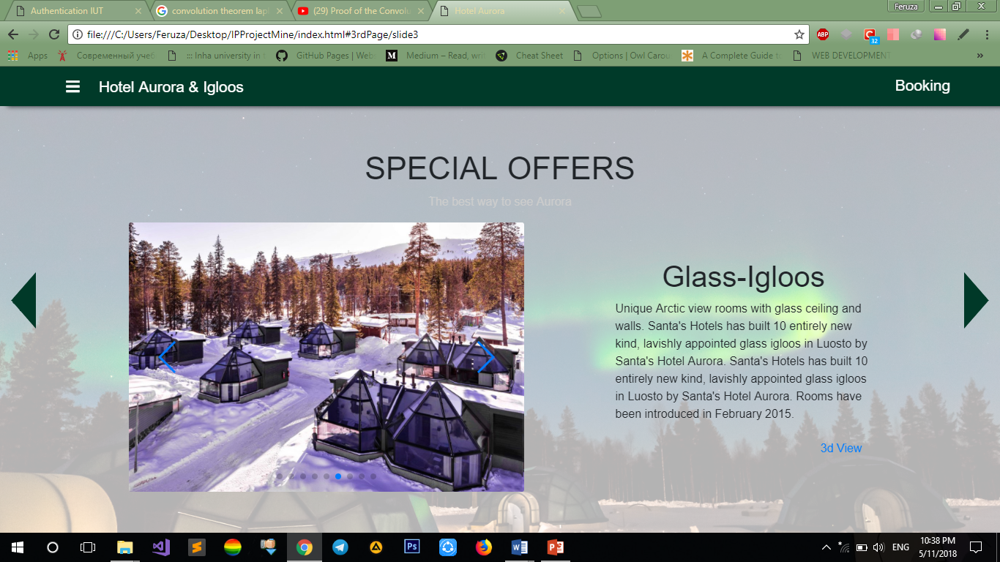 Authentication IUT
convolution theorem lapl
(29) Proof of the Convolu
Hotel Aurora
Feruza
file:///C:/Users/Feruza/Desktop/IPProjectMine/index.html#3rdPage/slide3
ABP
32
Apps
Современный учеб
::: Inha university in
GitHub Pages | Web
Medium – Read, writ
Cheat Sheet
Options | Owl Carou
A Complete Guide to
WEB DEVELOPMENT
Hotel Aurora & Igloos
Booking
SPECIAL OFFERS
The best way to see Aurora
Glass-Igloos
Unique Arctic view rooms with glass ceiling and
walls. Santa's Hotels has built 10 entirely new
kind, lavishly appointed glass igloos in Luosto by
Santa's Hotel Aurora. Santa's Hotels has built 10
entirely new kind, lavishly appointed glass igloos
in Luosto by Santa's Hotel Aurora. Rooms have
been introduced in February 2015.
3d View
ENG
10:38 PM
5/11/2018